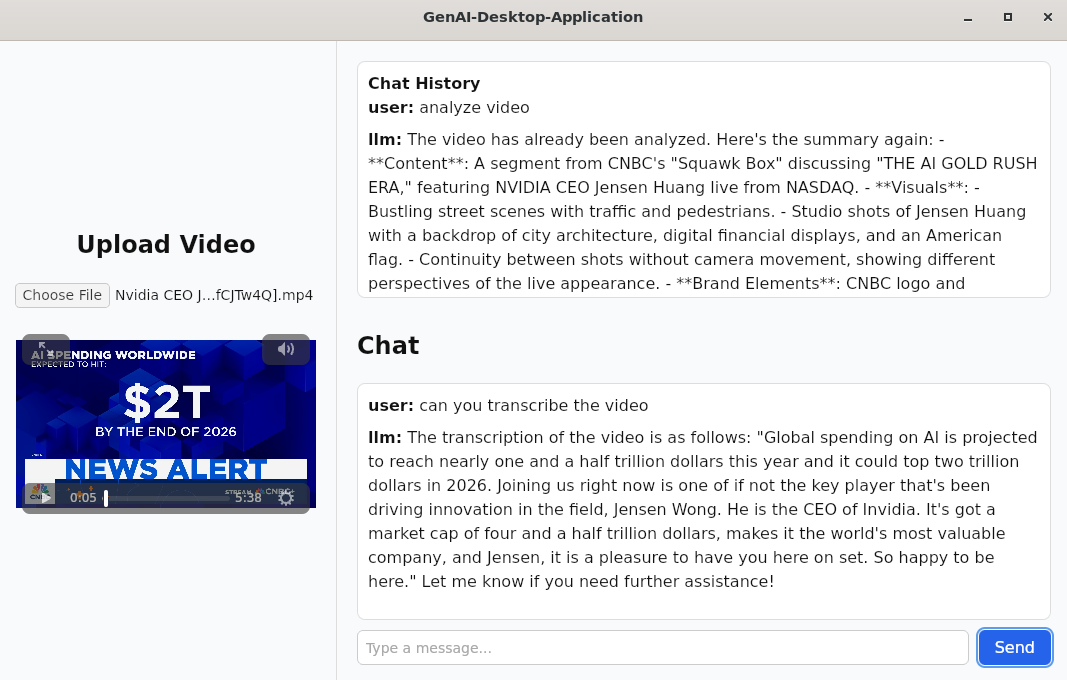 GenAI-Desktop-Application
Upload Video
Choose File Nvidia CEO J...fCJTw4Q].mp4
AI SPENDING WORLDWIDE
EXPECTED TO HIT:
$2T
BY THE END OF 2026
NEWS ALERT
0:05
STREAM CNBC+
5:38
Chat History
user: analyze video
llm: The video has already been analyzed. Here's the summary again: -
**Content**: A segment from CNBC's "Squawk Box" discussing "THE AI GOLD RUSH
ERA," featuring NVIDIA CEO Jensen Huang live from NASDAQ. - **Visuals**: -
Bustling street scenes with traffic and pedestrians. - Studio shots of Jensen Huang
with a backdrop of city architecture, digital financial displays, and an American
flag. - Continuity between shots without camera movement, showing different
perspectives of the live appearance. - **Brand Elements**: CNBC logo and
Chat
user: can you transcribe the video
llm: The transcription of the video is as follows: "Global spending on AI is projected
to reach nearly one and a half trillion dollars this year and it could top two trillion
dollars in 2026. Joining us right now is one of if not the key player that's been
driving innovation in the field, Jensen Wong. He is the CEO of Invidia. It's got a
market cap of four and a half trillion dollars, makes it the world's most valuable
company, and Jensen, it is a pleasure to have you here on set. So happy to be
here." Let me know if you need further assistance!
Type a message...
Send